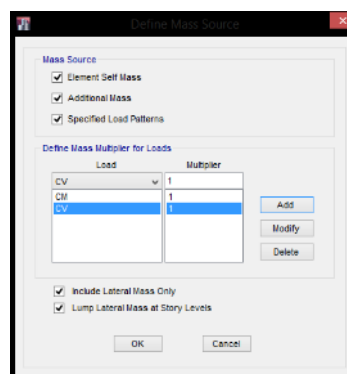 Define Mass Source
Mass Source
Element Self Mass
Additional Mass
Specified Load Patterns
Define Mass Multiplier for Loads
Load Multiplier
CV 1
CM 1
CV 1
Add
Modify
Delete
Include Lateral Mass Only
Lump Lateral Mass at Story Levels
OK Cancel